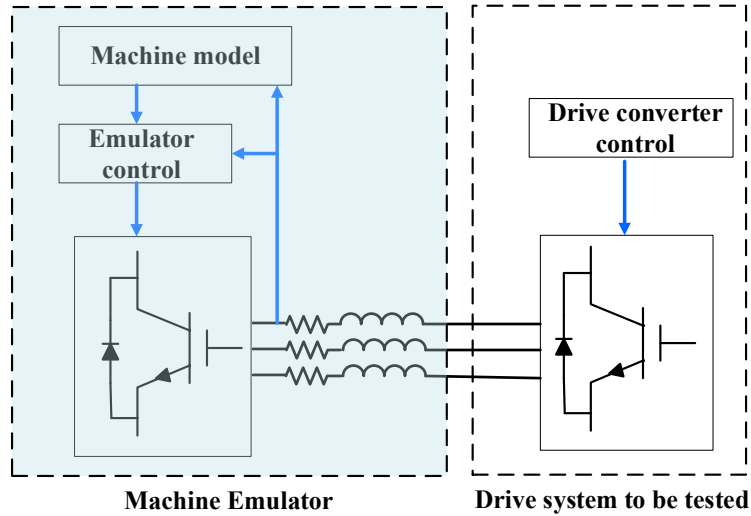 Machine model
Emulator
control
Drive converter
control
Machine Emulator
Drive system to be tested